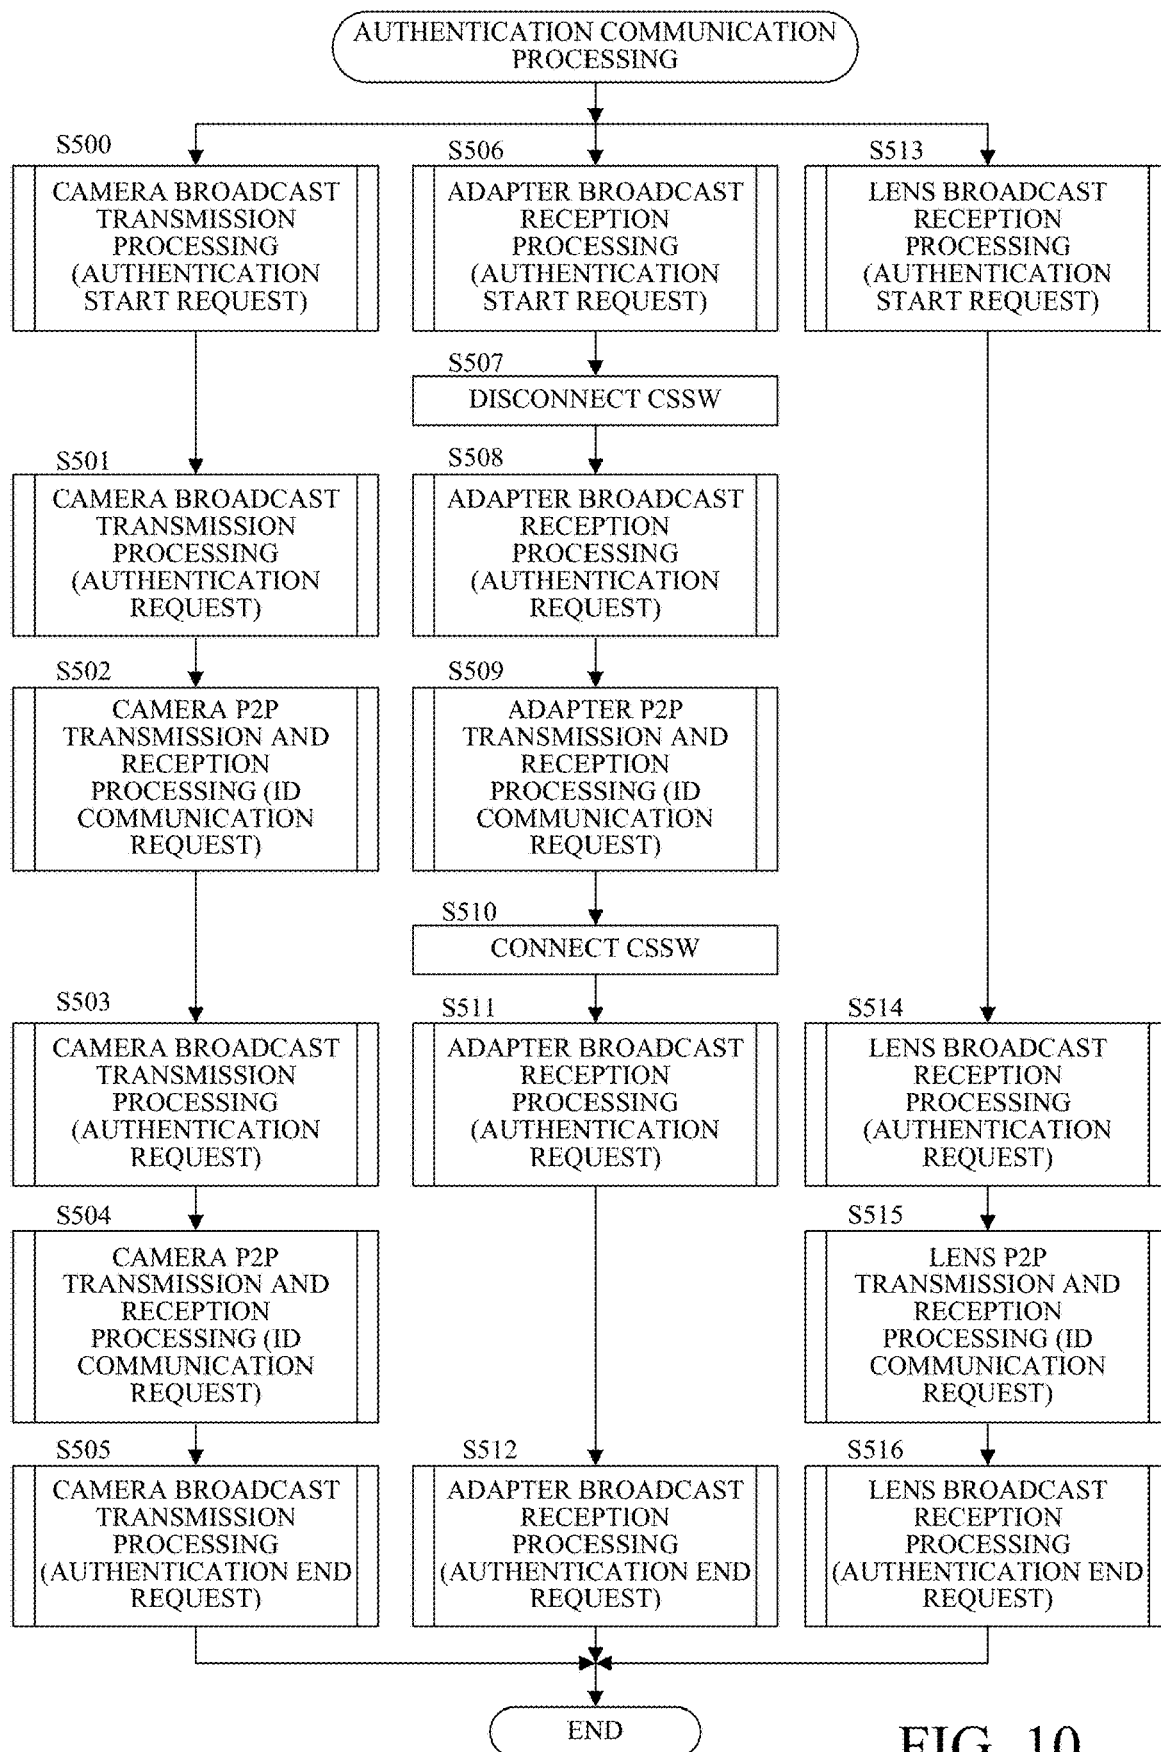 AUTHENTICATION COMMUNICATION
PROCESSING
S500
CAMERA BROADCAST
TRANSMISSION
PROCESSING
(AUTHENTICATION
START REQUEST)
S506
ADAPTER BROADCAST
RECEPTION
PROCESSING
(AUTHENTICATION
START REQUEST)
S513
LENS BROADCAST
RECEPTION
PROCESSING
(AUTHENTICATION
START REQUEST)
S507
DISCONNECT CSSW
S501
CAMERA BROADCAST
TRANSMISSION
PROCESSING
(AUTHENTICATION
REQUEST)
S508
ADAPTER BROADCAST
RECEPTION
PROCESSING
(AUTHENTICATION
REQUEST)
S502
CAMERA P2P
TRANSMISSION AND
RECEPTION
PROCESSING (ID
COMMUNICATION
REQUEST)
S509
ADAPTER P2P
TRANSMISSION AND
RECEPTION
PROCESSING (ID
COMMUNICATION
REQUEST)
S510
CONNECT CSSW
S503
CAMERA BROADCAST
TRANSMISSION
PROCESSING
(AUTHENTICATION
REQUEST)
S511
ADAPTER BROADCAST
RECEPTION
PROCESSING
(AUTHENTICATION
REQUEST)
S514
LENS BROADCAST
RECEPTION
PROCESSING
(AUTHENTICATION
REQUEST)
S504
CAMERA P2P
TRANSMISSION AND
RECEPTION
PROCESSING (ID
COMMUNICATION
REQUEST)
S515
LENS P2P
TRANSMISSION AND
RECEPTION
PROCESSING (ID
COMMUNICATION
REQUEST)
S505
CAMERA BROADCAST
TRANSMISSION
PROCESSING
(AUTHENTICATION END
REQUEST)
S512
ADAPTER BROADCAST
RECEPTION
PROCESSING
(AUTHENTICATION END
REQUEST)
S516
LENS BROADCAST
RECEPTION
PROCESSING
(AUTHENTICATION END
REQUEST)
END
FIG. 10